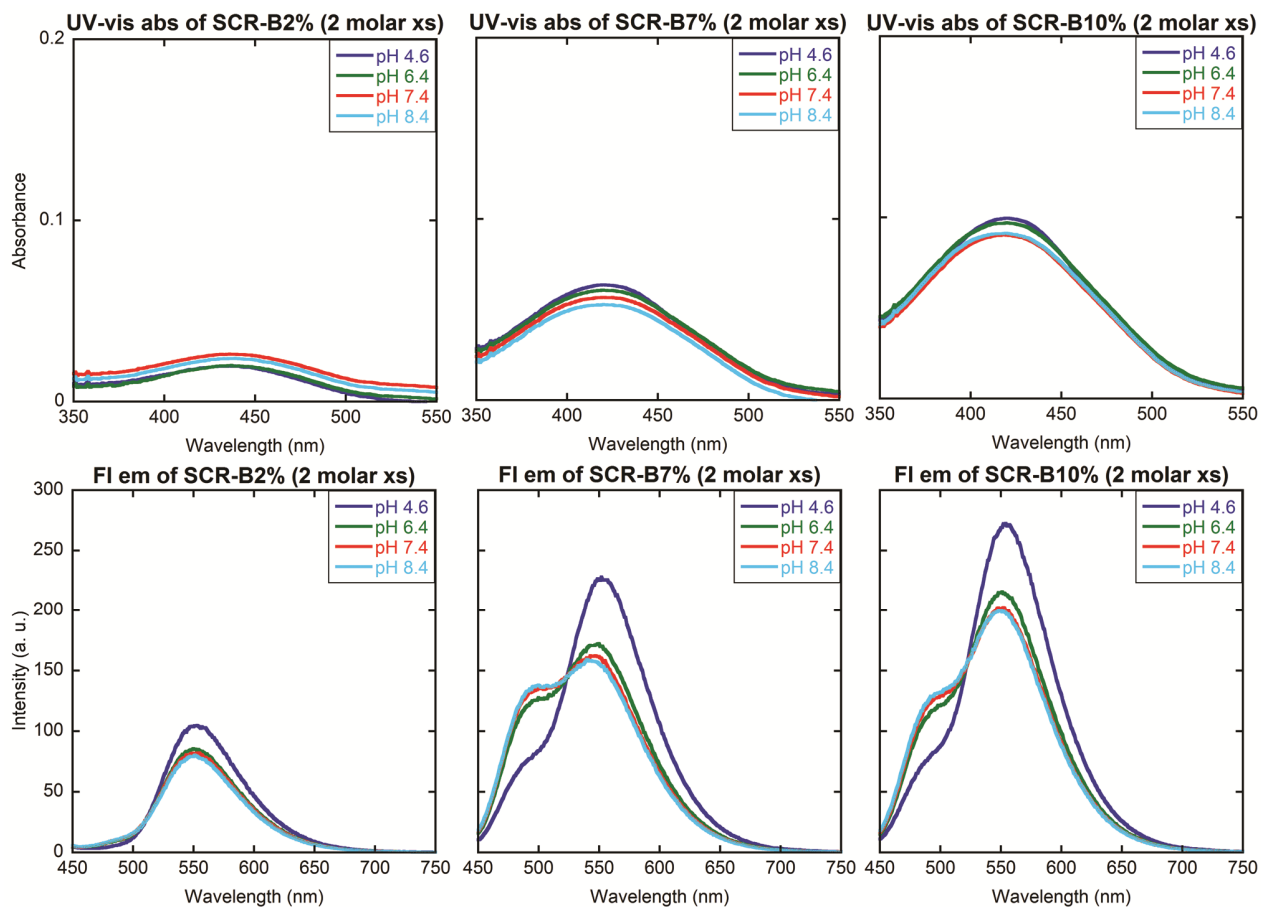 UV-vis abs of SCR-B2% (2 molar xs)
pH 4.6
pH 6.4
pH 7.4
pH 8.4
0.2
0.1
0
Absorbance
350
400
450
500
550
Wavelength (nm)
UV-vis abs of SCR-B7% (2 molar xs)
pH 4.6
pH 6.4
pH 7.4
pH 8.4
350
400
450
500
550
Wavelength (nm)
UV-vis abs of SCR-B10% (2 molar xs)
pH 4.6
pH 6.4
pH 7.4
pH 8.4
350
400
450
500
550
Wavelength (nm)
Fl em of SCR-B2% (2 molar xs)
pH 4.6
pH 6.4
pH 7.4
pH 8.4
300
250
200
150
100
50
0
Intensity (a. u.)
450
500
550
600
650
700
750
Wavelength (nm)
Fl em of SCR-B7% (2 molar xs)
pH 4.6
pH 6.4
pH 7.4
pH 8.4
450
500
550
600
650
700
750
Wavelength (nm)
Fl em of SCR-B10% (2 molar xs)
pH 4.6
pH 6.4
pH 7.4
pH 8.4
450
500
550
600
650
700
750
Wavelength (nm)